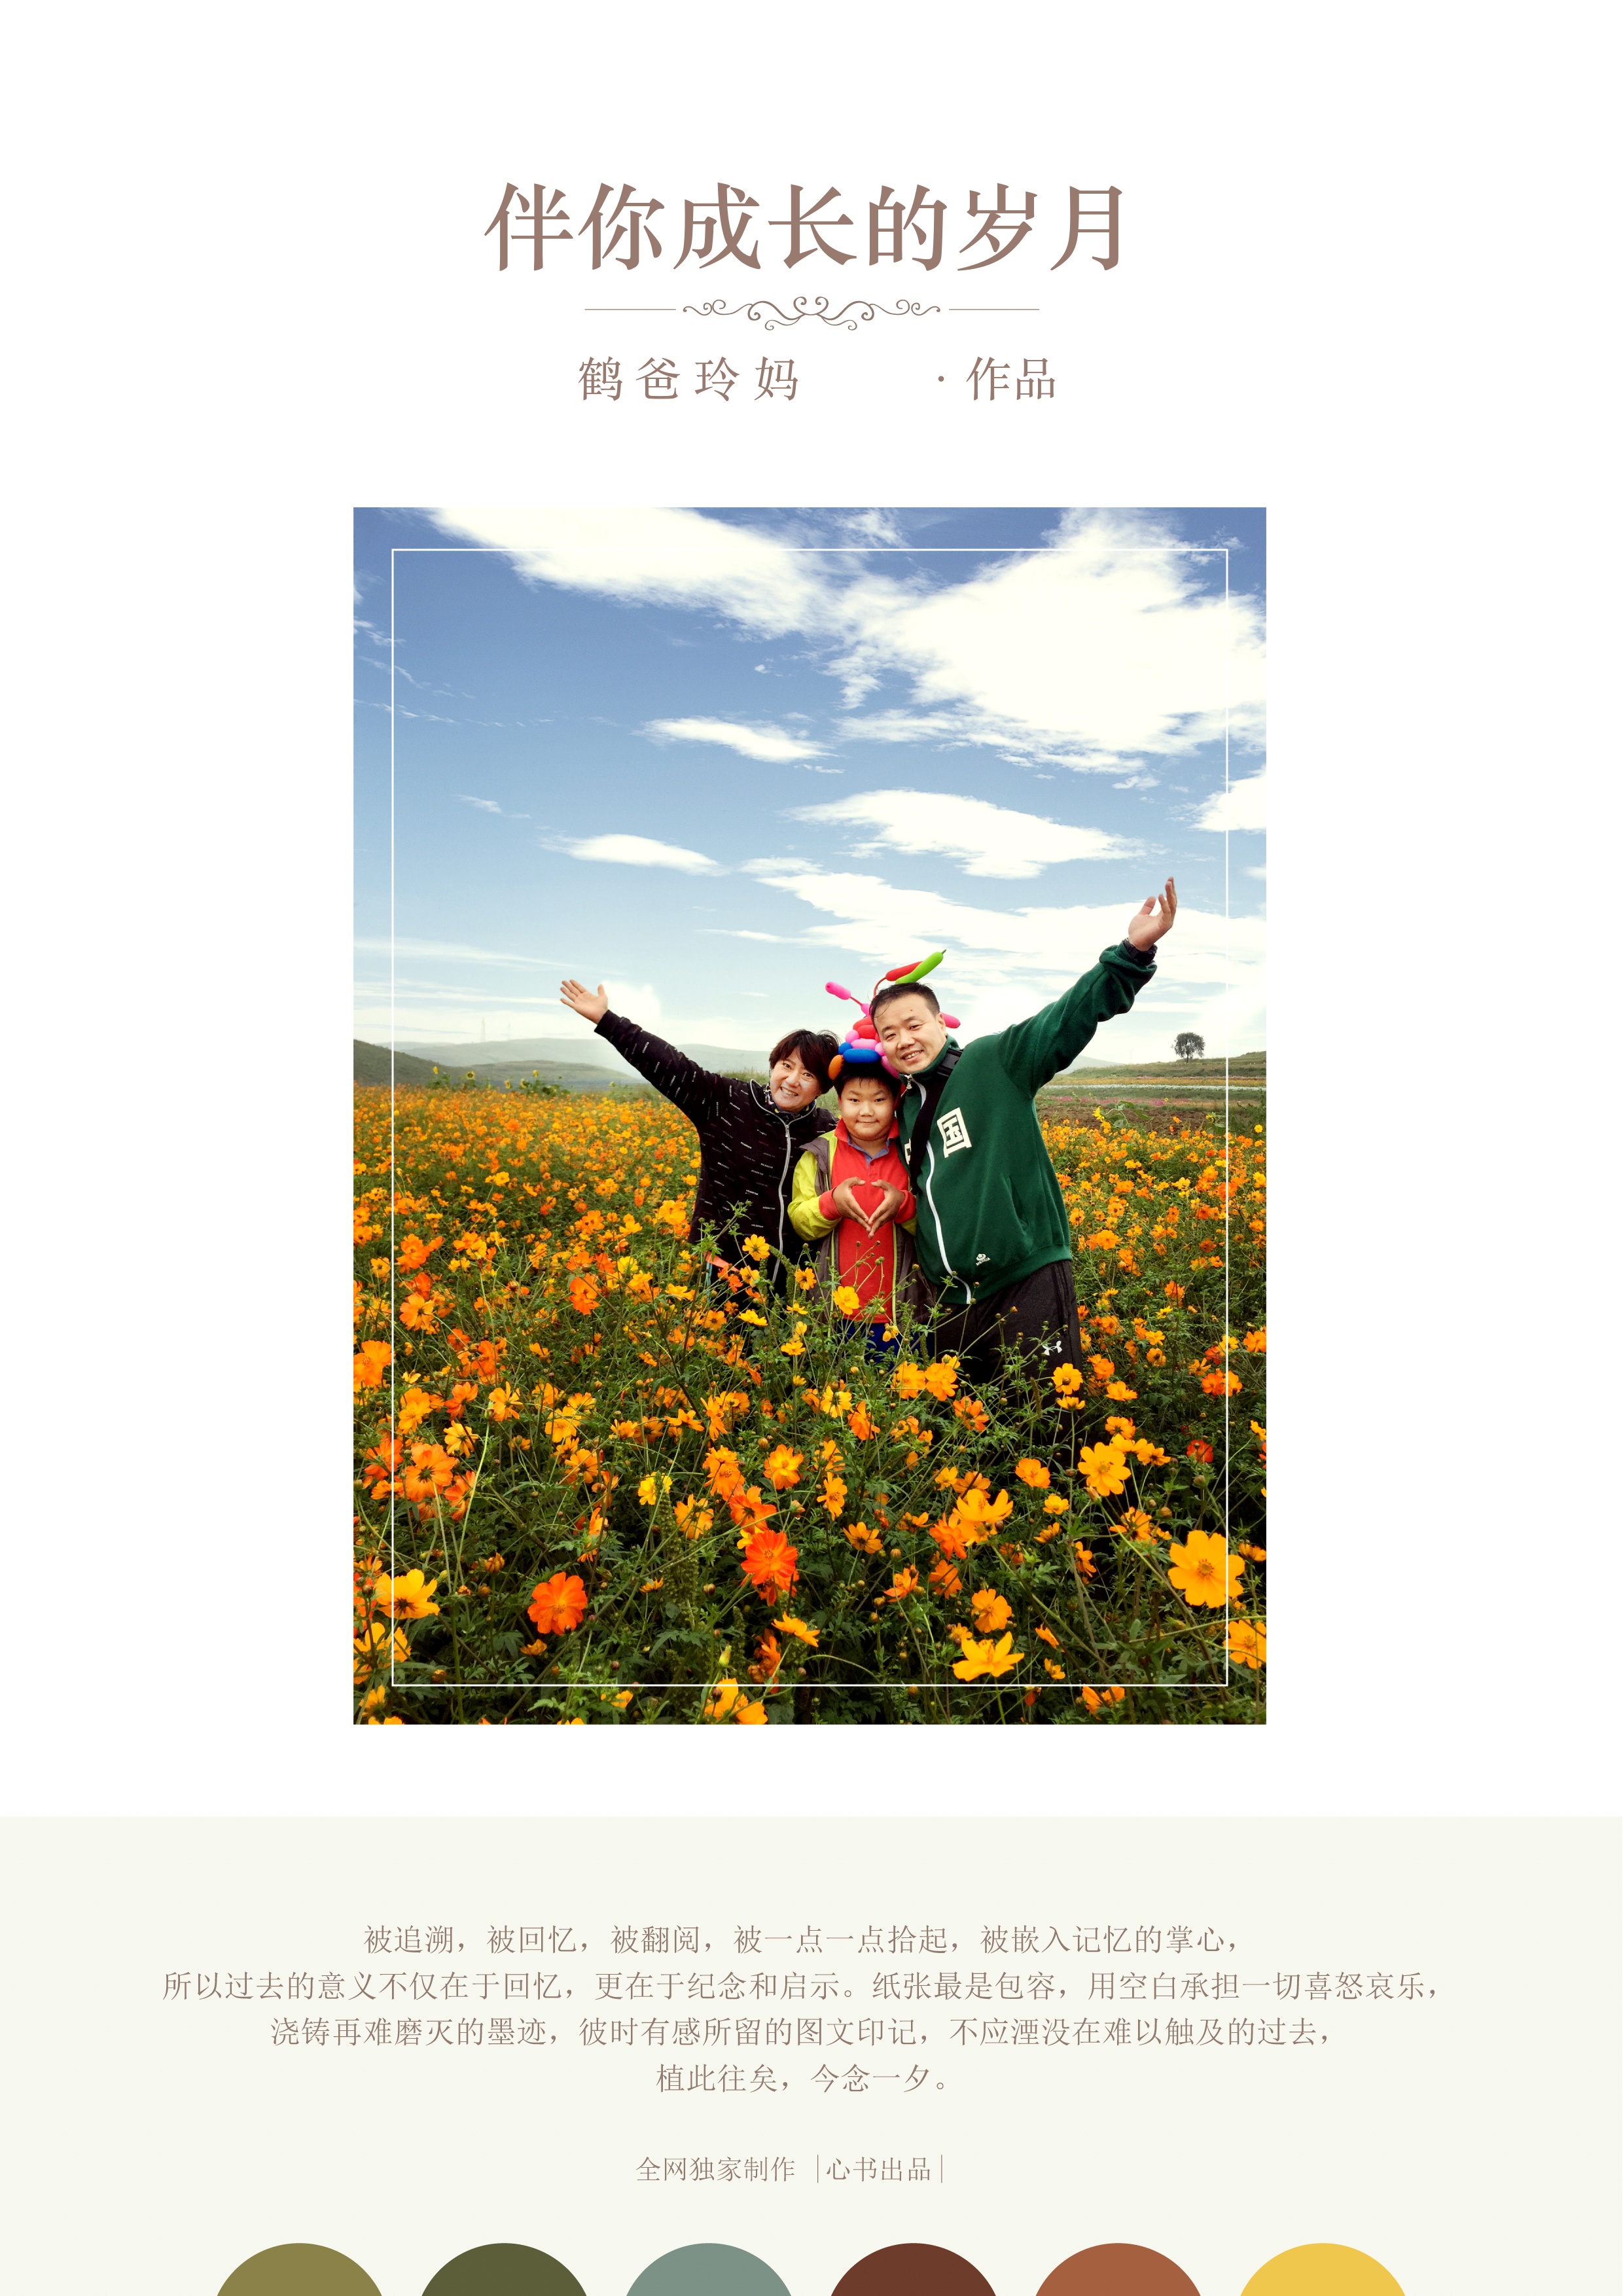 伴你成长的岁月
鹤爸玲妈 · 作品
国
被追溯，被回忆，被翻阅，被一点一点拾起，被嵌入记忆的掌心，
所以过去的意义不仅在于回忆，更在于纪念和启示。纸张最是包容，用空白承担一切喜怒哀乐，
浇铸再难磨灭的墨迹，彼时有感所留的图文印记，不应湮没在难以触及的过去，
植此往矣，今念一夕。
全网独家制作 |心书出品|